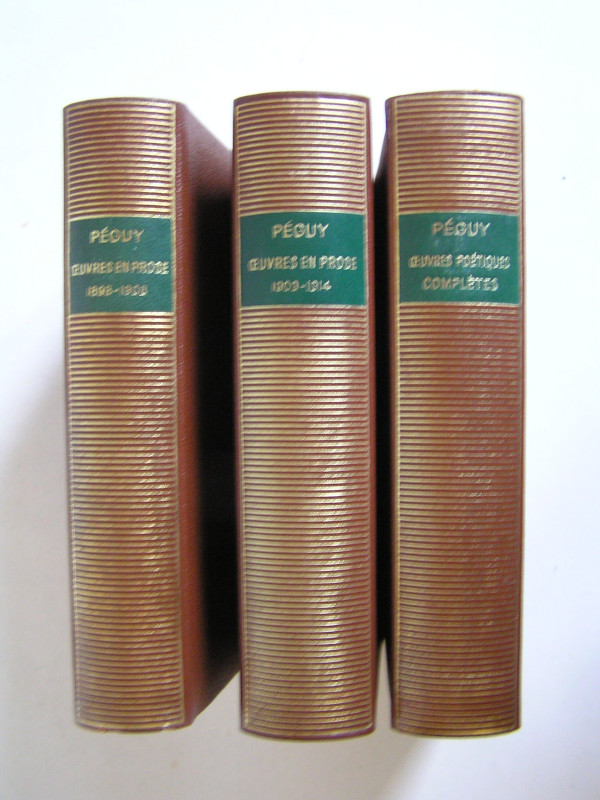 PÉGUY
ŒUVRES EN PROSE
1898-1908
PÉGUY
ŒUVRES EN PROSE
1909-1914
PÉGUY
ŒUVRES POÉTIQUES
COMPLÈTES